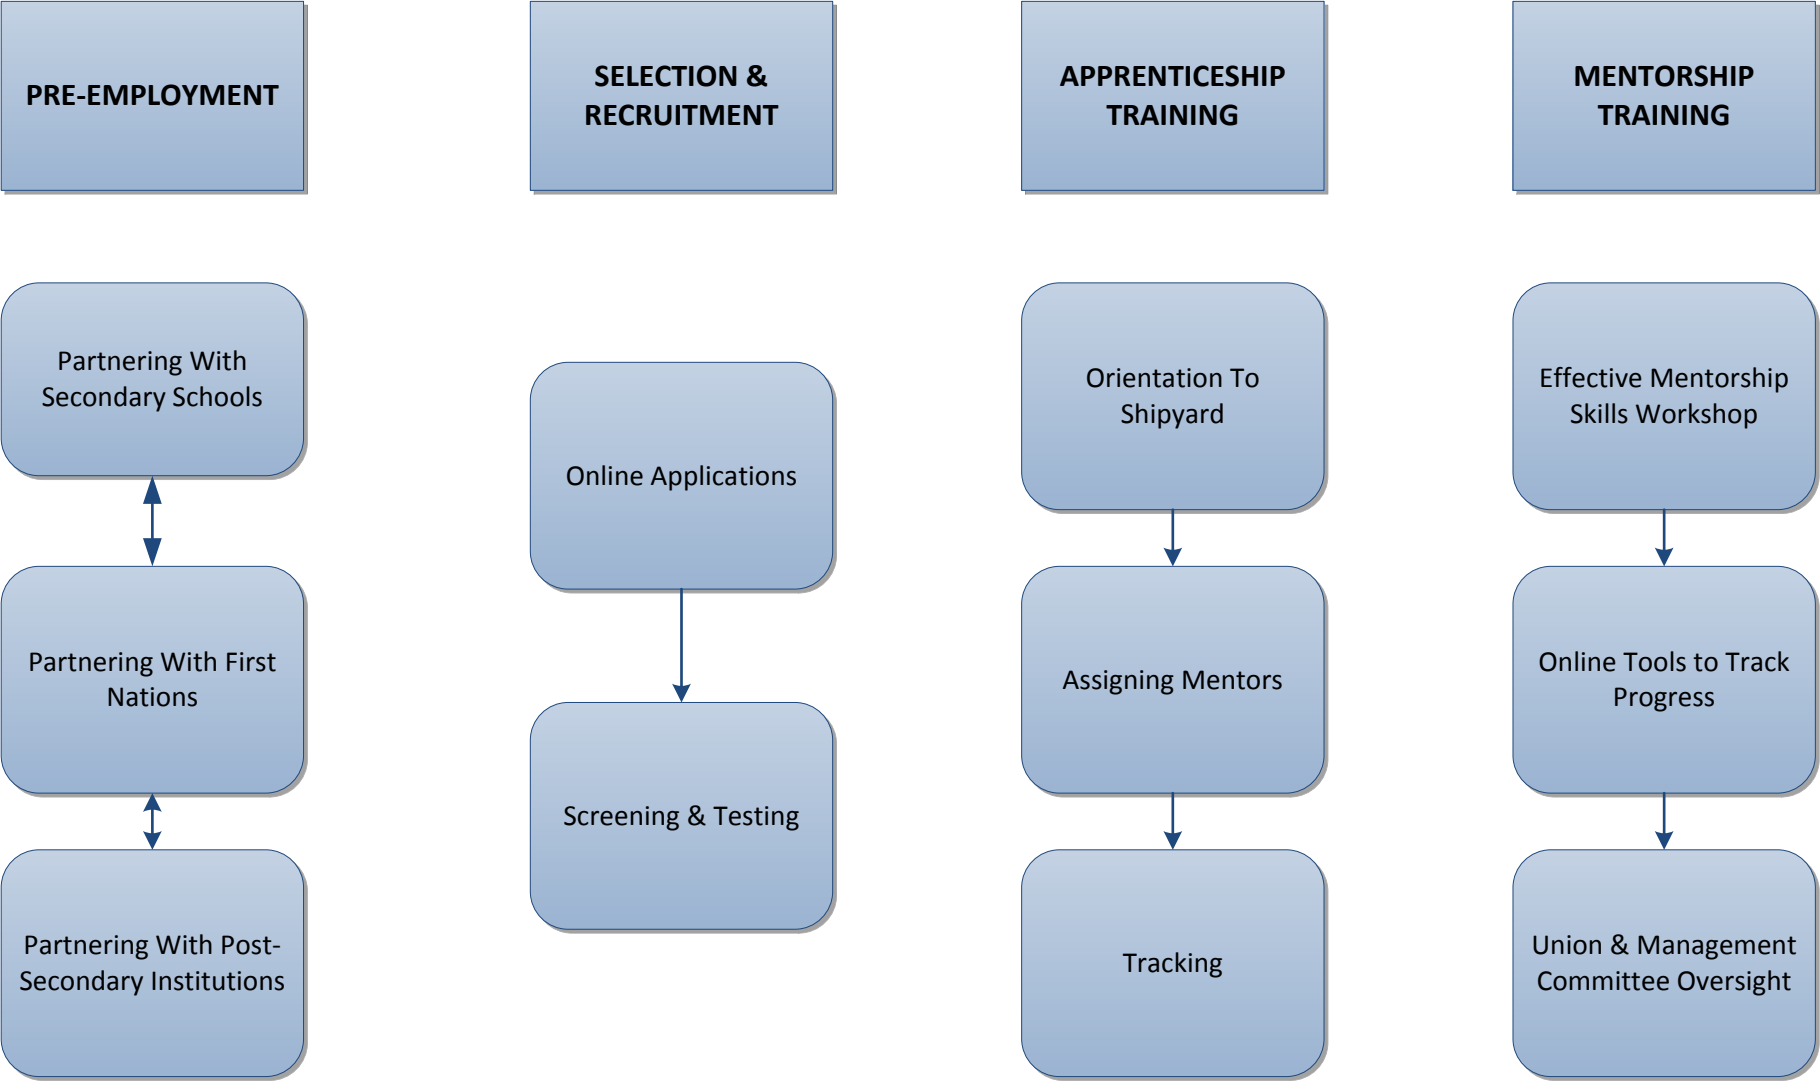 PRE-EMPLOYMENT
SELECTION &
RECRUITMENT
APPRENTICESHIP
TRAINING
MENTORSHIP
TRAINING
Partnering With
Secondary Schools
Partnering With First
Nations
Partnering With Post-
Secondary Institutions
Online Applications
Screening & Testing
Orientation To
Shipyard
Assigning Mentors
Tracking
Effective Mentorship
Skills Workshop
Online Tools to Track
Progress
Union & Management
Committee Oversight